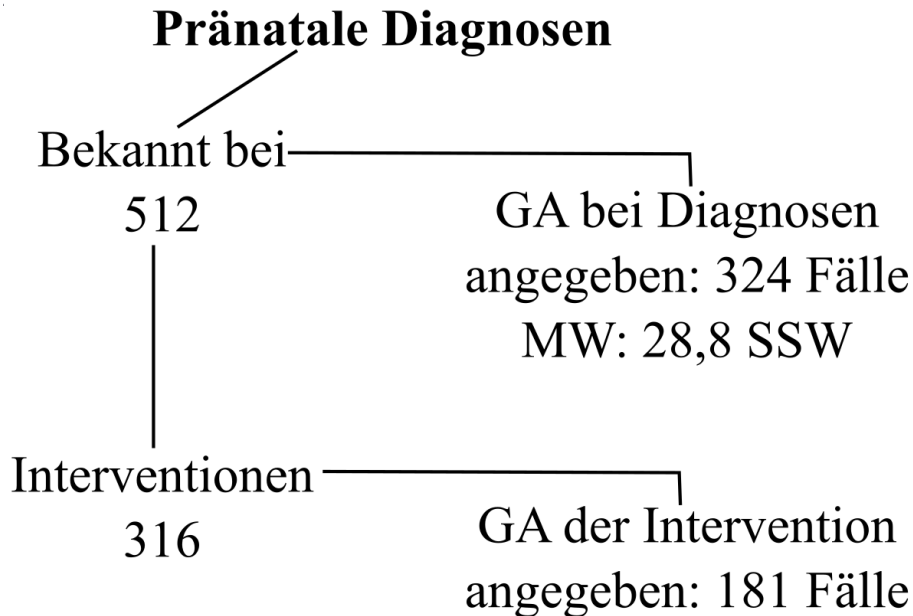 Pränatale Diagnosen
Bekannt bei
512
GA bei Diagnosen
angegeben: 324 Fälle
MW: 28,8 SSW
Interventionen
316
GA der Intervention
angegeben: 181 Fälle